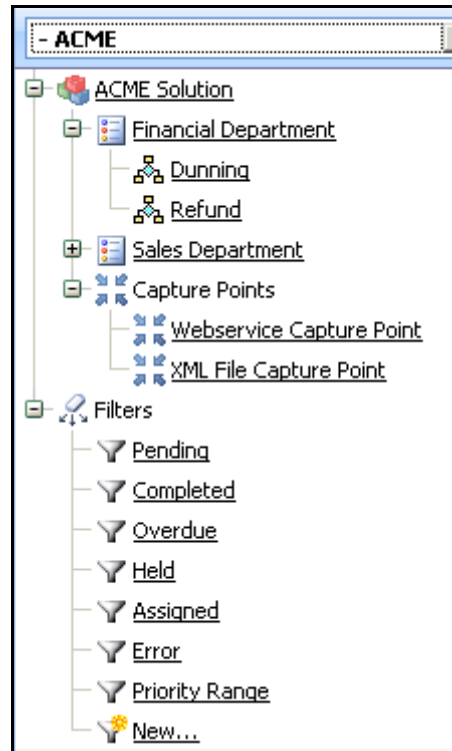 - ACME
ACME Solution
Financial Department
Dunning
Refund
Sales Department
Capture Points
Webservice Capture Point
XML File Capture Point
Filters
Pending
Completed
Overdue
Held
Assigned
Error
Priority Range
New...